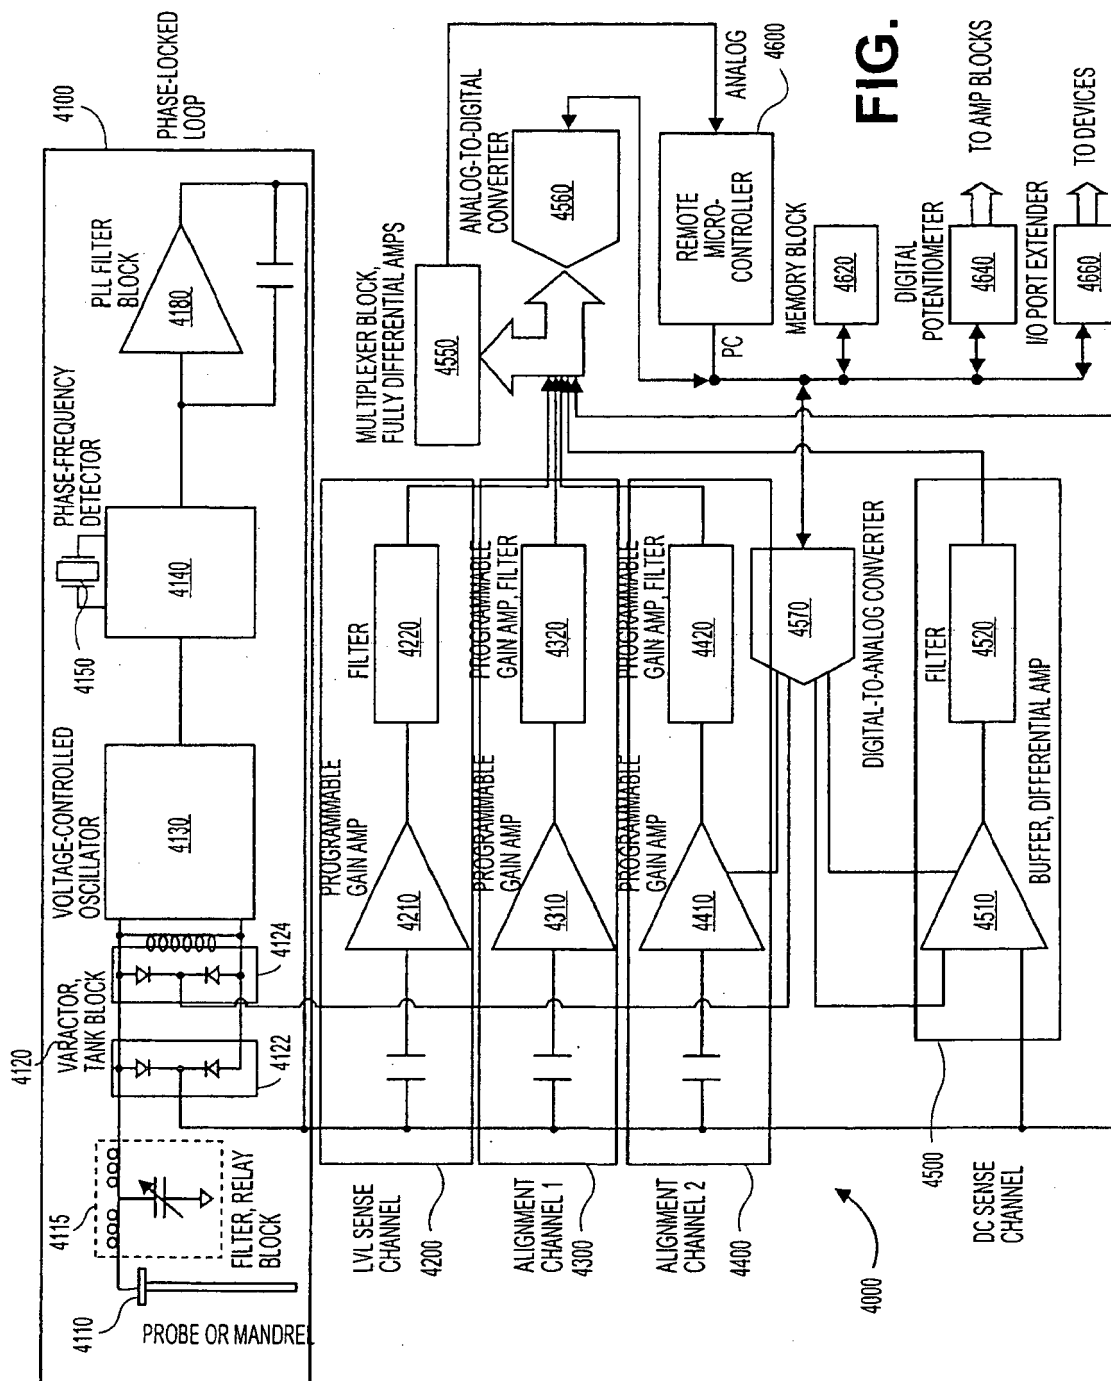 4100
PHASE-LOCKED
LOOP
PLL FILTER
BLOCK
4180
PHASE-FREQUENCY
DETECTOR
4140
4150
VOLTAGE-CONTROLLED
OSCILLATOR
4130
4124
VARACTOR,
TANK BLOCK
4120
4122
4115
FILTER, RELAY
BLOCK
4110
PROBE OR MANDREL
LVL SENSE
CHANNEL
4200
PROGRAMMABLE
GAIN AMP
4210
FILTER
4220
ALIGNMENT
CHANNEL 1
4300
PROGRAMMABLE
GAIN AMP
4310
PROGRAMMABLE
GAIN AMP, FILTER
4320
ALIGNMENT
CHANNEL 2
4400
PROGRAMMABLE
GAIN AMP
4410
PROGRAMMABLE
GAIN AMP, FILTER
4420
MULTIPLEXER BLOCK,
FULLY DIFFERENTIAL AMPS
4550
ANALOG-TO-DIGITAL
CONVERTER
4560
ANALOG
4600
REMOTE
MICRO-
CONTROLLER
PC
MEMORY BLOCK
4620
DIGITAL
POTENTIOMETER
4640
TO AMP BLOCKS
I/O PORT EXTENDER
4660
TO DEVICES
4570
DIGITAL-TO-ANALOG CONVERTER
FILTER
4520
4510
BUFFER, DIFFERENTIAL AMP
4500
DC SENSE
CHANNEL
4000
FIG.